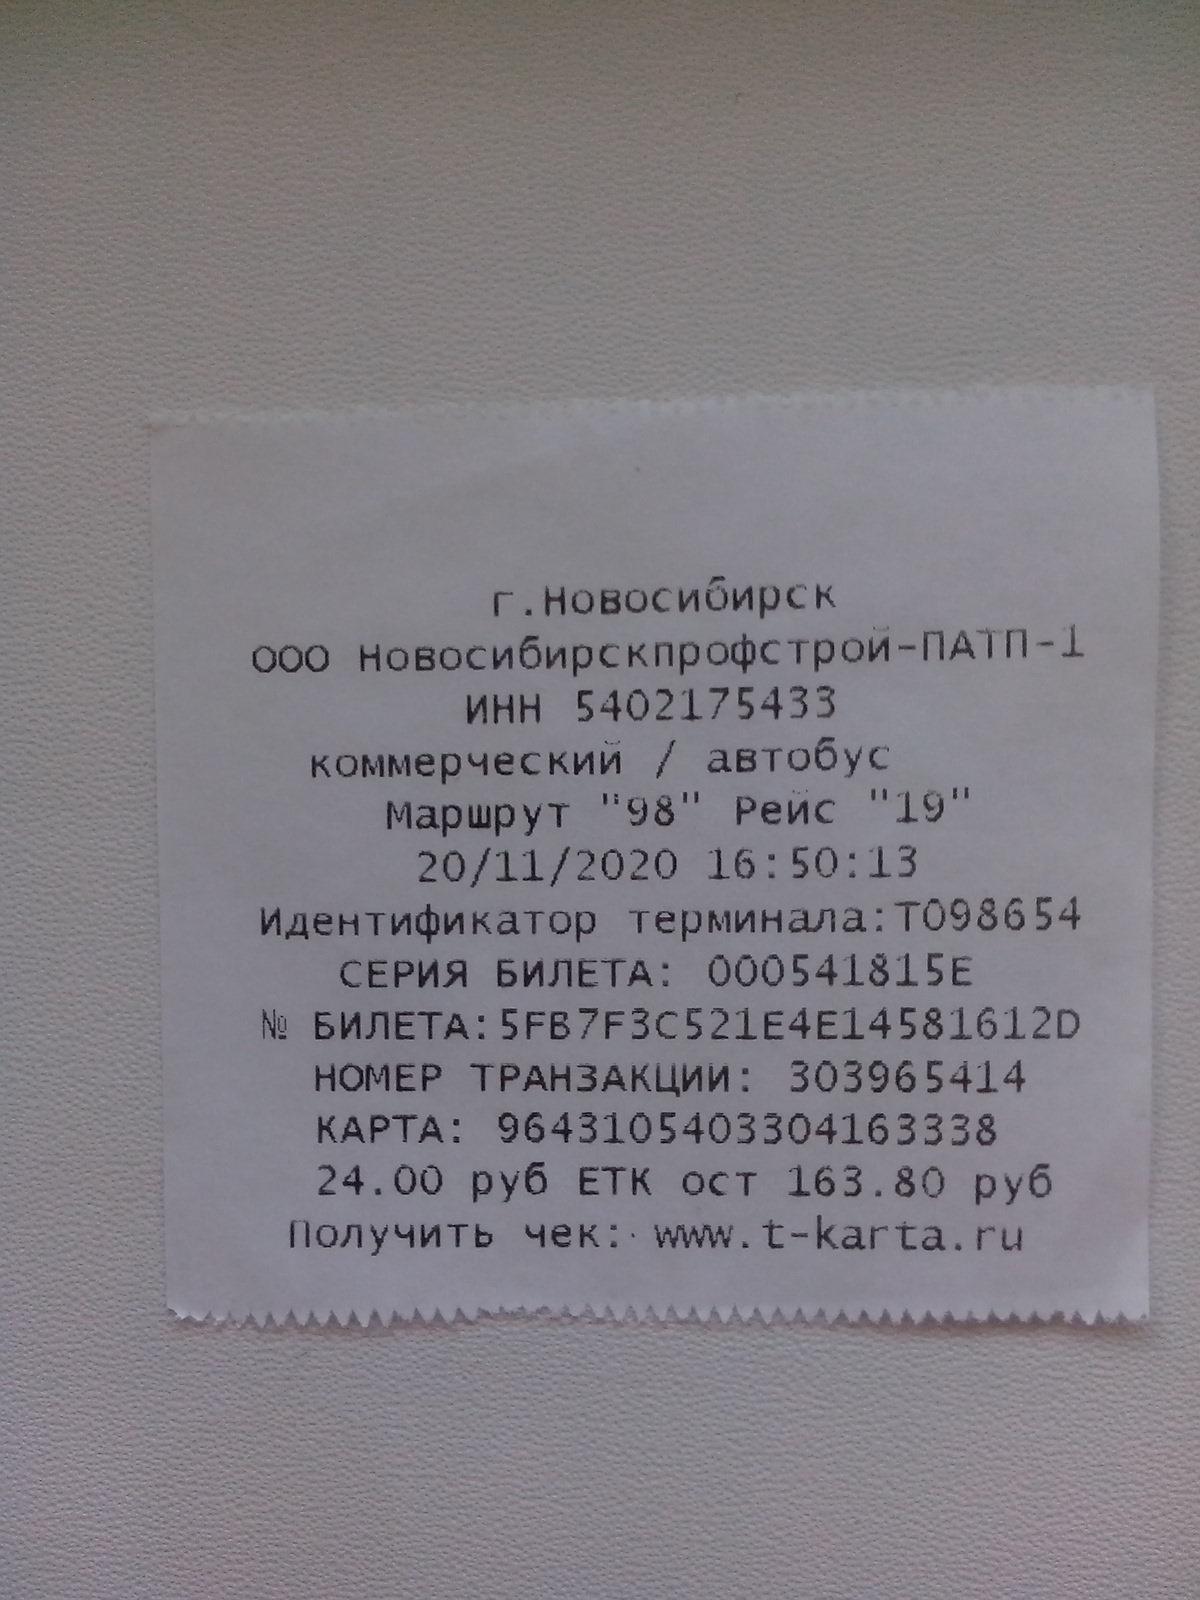 г.Новосибирск
ООО Новосибирскпрофстрой-ПАТП-1
ИНН 5402175433
коммерческий / автобус
Маршрут "98" Рейс "19"
20/11/2020 16:50:13
Идентификатор терминала:Т098654
СЕРИЯ БИЛЕТА: 000541815E
№ БИЛЕТА:5FB7F3C521E4E14581612D
НОМЕР ТРАНЗАКЦИИ: 303965414
КАРТА: 9643105403304163338
24.00 руб ЕТК ост 163.80 руб
Получить чек: www.t-karta.ru